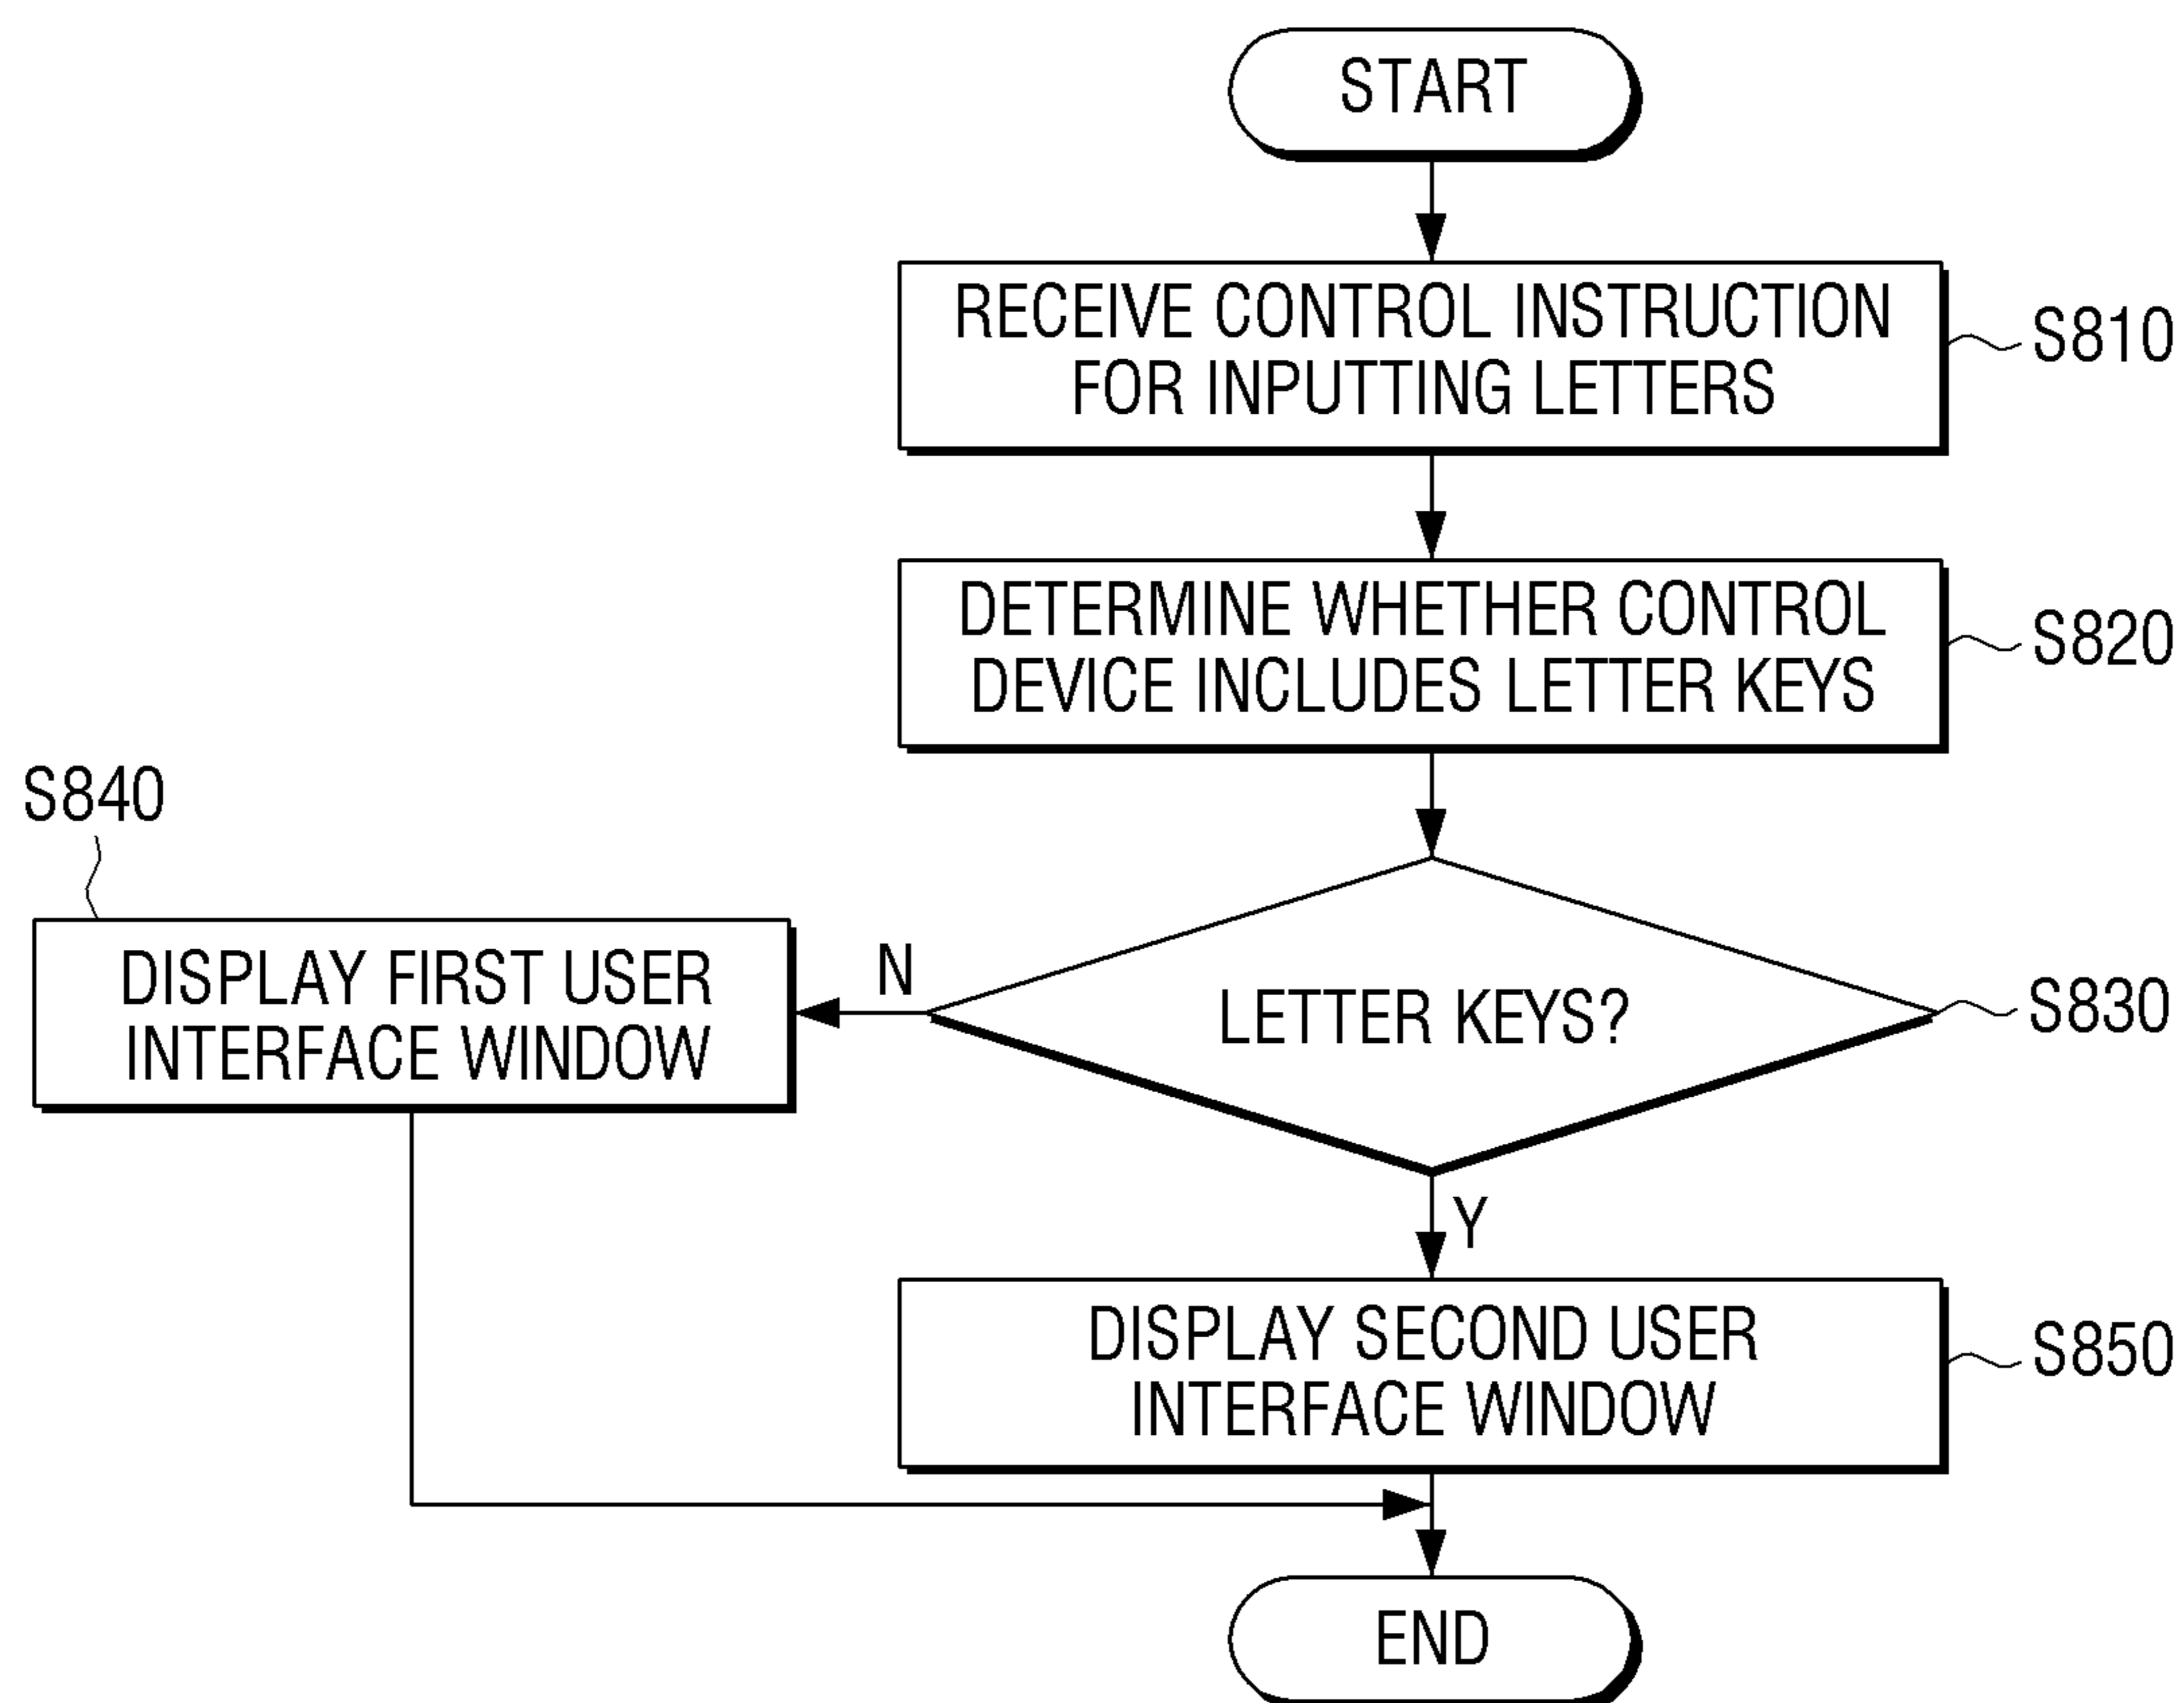 START
RECEIVE CONTROL INSTRUCTION
FOR INPUTTING LETTERS
S810
DETERMINE WHETHER CONTROL
DEVICE INCLUDES LETTER KEYS
S820
S840
DISPLAY FIRST USER
INTERFACE WINDOW
N
LETTER KEYS?
S830
Y
DISPLAY SECOND USER
INTERFACE WINDOW
S850
END